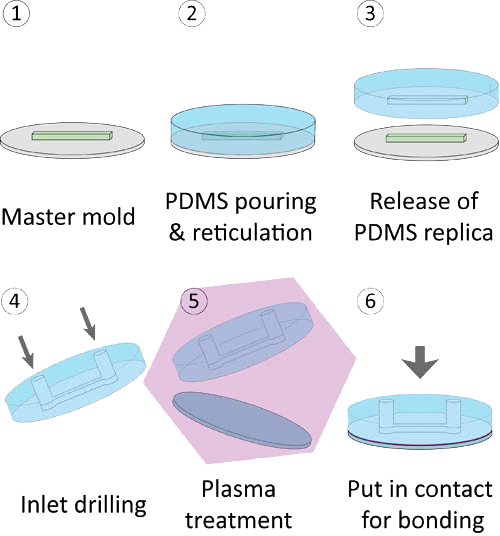 1
2
3
Master mold
PDMS pouring
& reticulation
Release of
PDMS replica
4
5
6
Inlet drilling
Plasma
treatment
Put in contact
for bonding